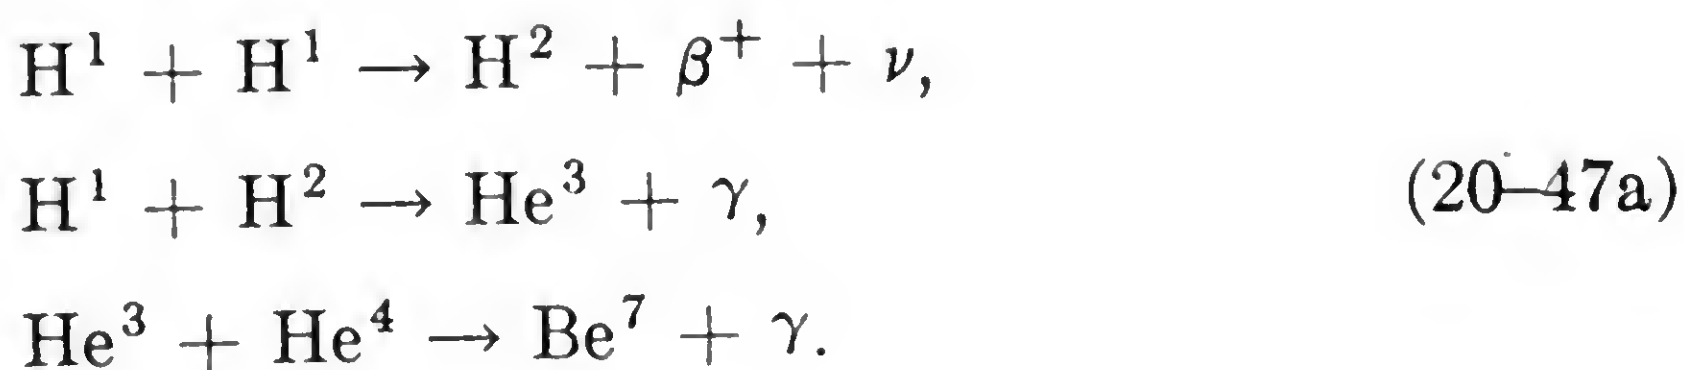 H¹ + H¹ → H² + β⁺ + ν,
H¹ + H² → He³ + γ, (20–47a)
He³ + He⁴ → Be⁷ + γ.